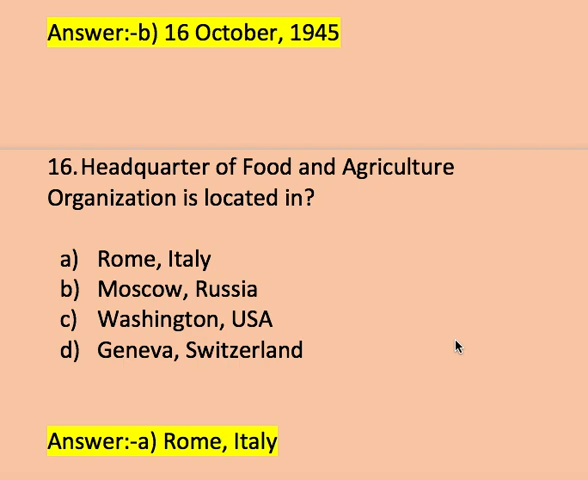 Answer:-b) 16 October, 1945
16. Headquarter of Food and Agriculture
Organization is located in?
a) Rome, Italy
b) Moscow, Russia
c) Washington, USA
d) Geneva, Switzerland
Answer:-a) Rome, Italy